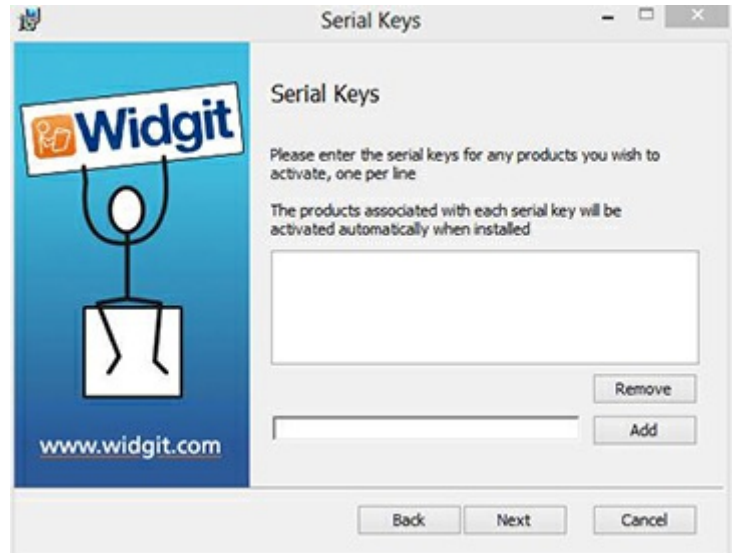 Serial Keys
Widgit
Serial Keys
Please enter the serial keys for any products you wish to
activate, one per line
The products associated with each serial key will be
activated automatically when installed
Remove
Add
www.widgit.com
Back
Next
Cancel